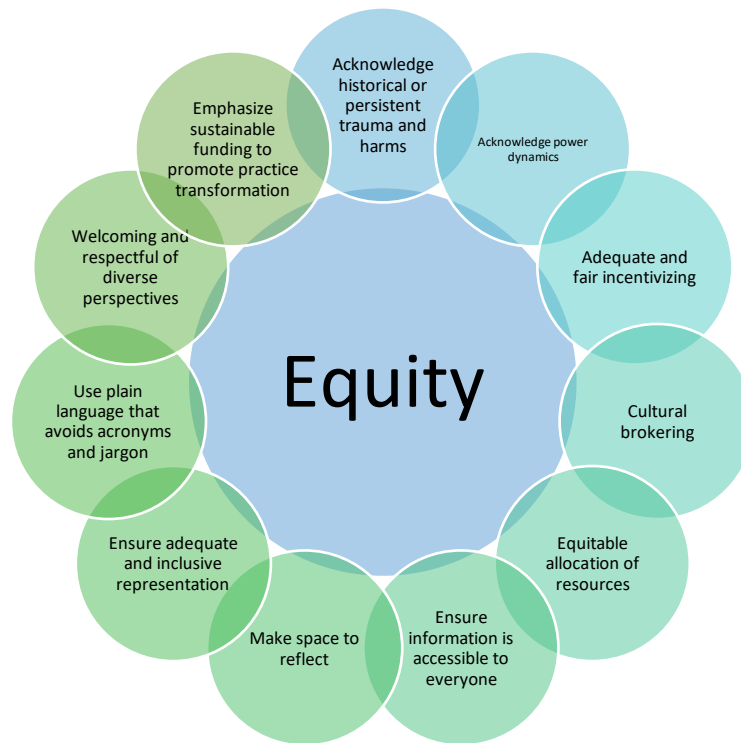 Acknowledge
historical or
persistent
trauma and
harms
Acknowledge power
dynamics
Adequate and
fair incentivizing
Cultural
brokering
Equitable
allocation of
resources
Ensure
information is
accessible to
everyone
Make space to
reflect
Ensure adequate
and inclusive
representation
Use plain
language that
avoids acronyms
and jargon
Welcoming and
respectful of
diverse
perspectives
Emphasize
sustainable
funding to
promote practice
transformation
Equity